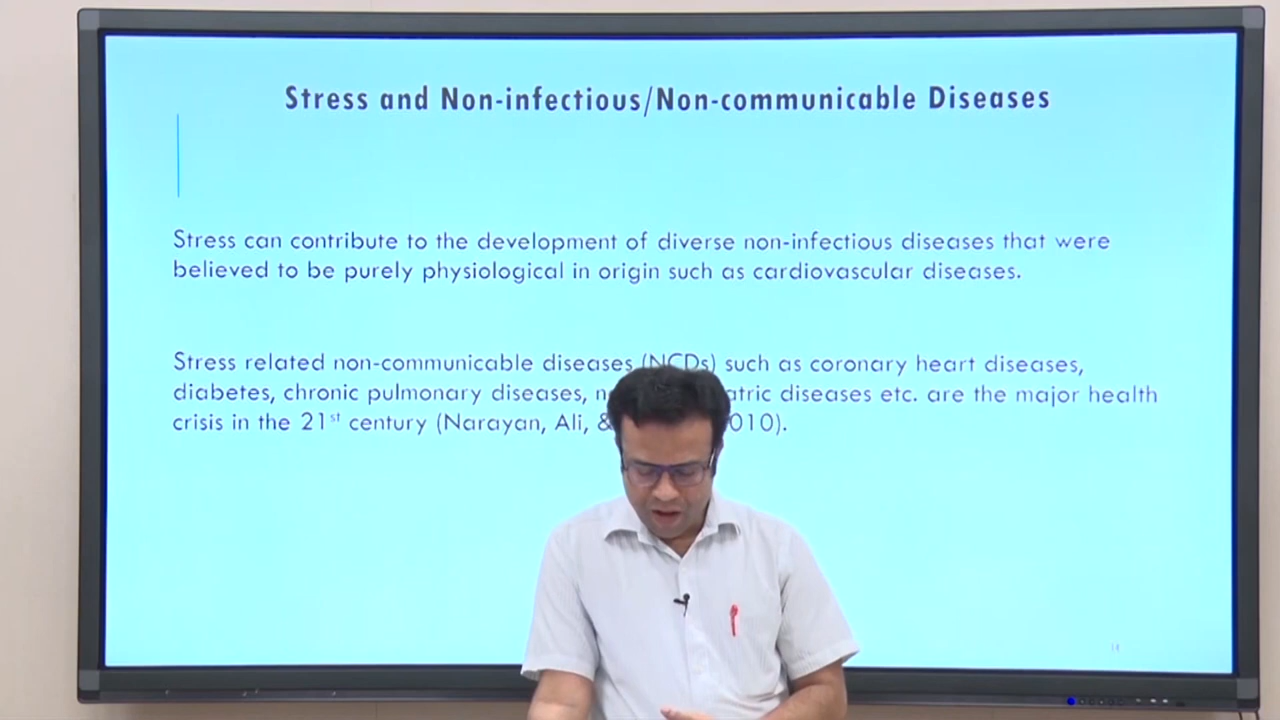 Stress and Non-infectious/Non-communicable Diseases
Stress can contribute to the development of diverse non-infectious diseases that were
believed to be purely physiological in origin such as cardiovascular diseases.
Stress related non-communicable diseases (NCDs) such as coronary heart diseases,
diabetes, chronic pulmonary diseases, diseases etc. are the major health
crisis in the 21st century (Narayan, Ali, &